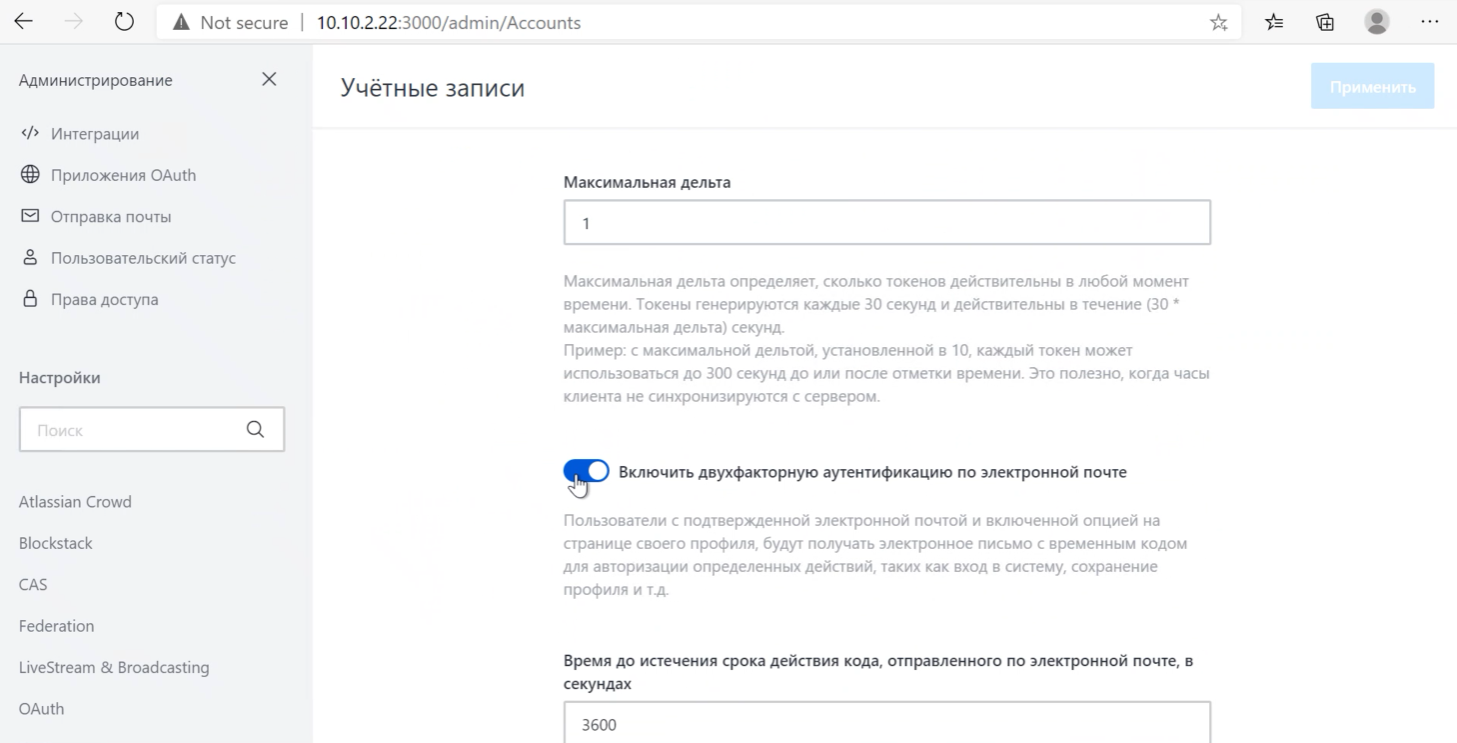 Not secure
10.10.2.22:3000/admin/Accounts
Администрирование
Интеграции
Приложения OAuth
Отправка почты
Пользовательский статус
Права доступа
Настройки
Поиск
Atlassian Crowd
Blockstack
CAS
Federation
LiveStream & Broadcasting
OAuth
Учётные записи
Применить
Максимальная дельта
1
Максимальная дельта определяет, сколько токенов действительны в любой момент
времени. Токены генерируются каждые 30 секунд и действительны в течение (30 *
максимальная дельта) секунд.
Пример: с максимальной дельтой, установленной в 10, каждый токен может
использоваться до 300 секунд до или после отметки времени. Это полезно, когда часы
клиента не синхронизируются с сервером.
Включить двухфакторную аутентификацию по электронной почте
Пользователи с подтвержденной электронной почтой и включенной опцией на
странице своего профиля, будут получать электронное письмо с временным кодом
для авторизации определенных действий, таких как вход в систему, сохранение
профиля и т.д.
Время до истечения срока действия кода, отправленного по электронной почте, в
секундах
3600